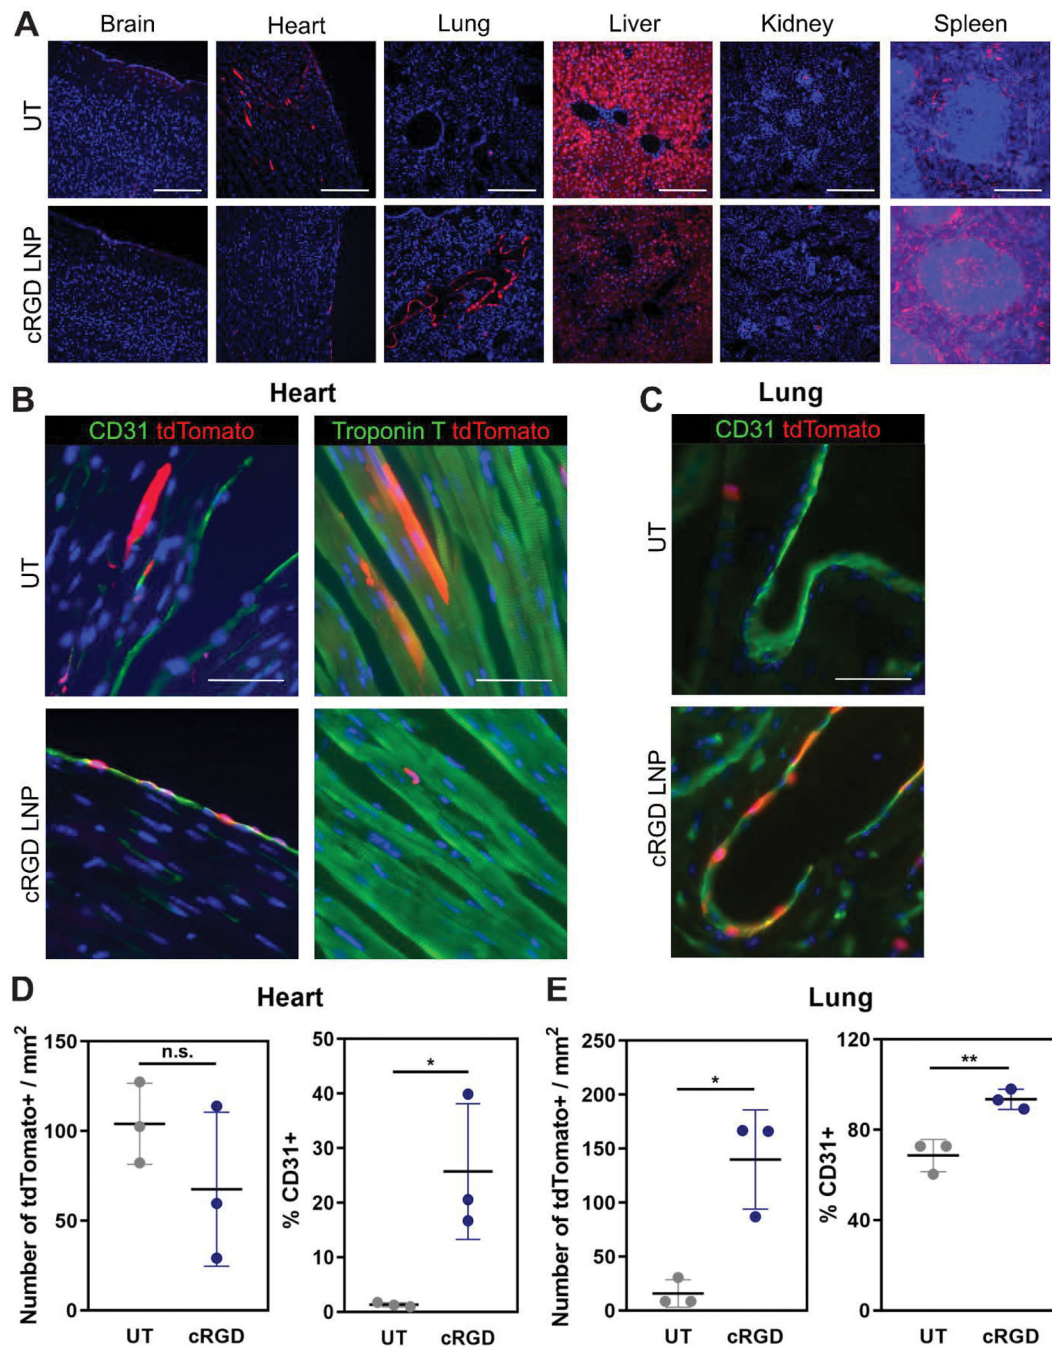 A
Brain Heart Lung Liver Kidney Spleen
UT
cRGD LNP
B Heart
CD31 tdTomato Troponin T tdTomato
UT
cRGD LNP
C Lung
CD31 tdTomato
UT
cRGD LNP
D Heart
Number of tdTomato+ / mm²
150
100
50
0
n.s.
UT cRGD
% CD31+
50
40
30
20
10
0
*
UT cRGD
E Lung
Number of tdTomato+ / mm²
250
200
150
100
50
0
*
UT cRGD
% CD31+
120
80
40
0
**
UT cRGD